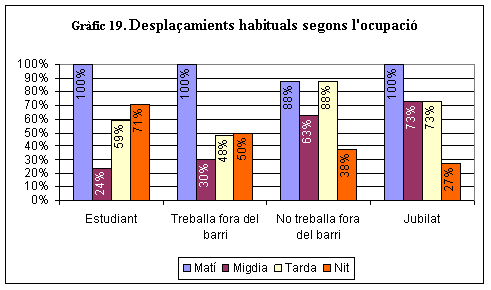 Gràfic 19. Desplaçamients habituals segons l'ocupació
100%
90%
80%
70%
60%
50%
40%
30%
20%
10%
0%
100% 24% 59% 71%
100% 30% 48% 50%
88% 63% 88% 38%
100% 73% 73% 27%
Estudiant
Treballa fora del
barri
No treballa fora
del barri
Jubilat
Matí Migdia Tarda Nit